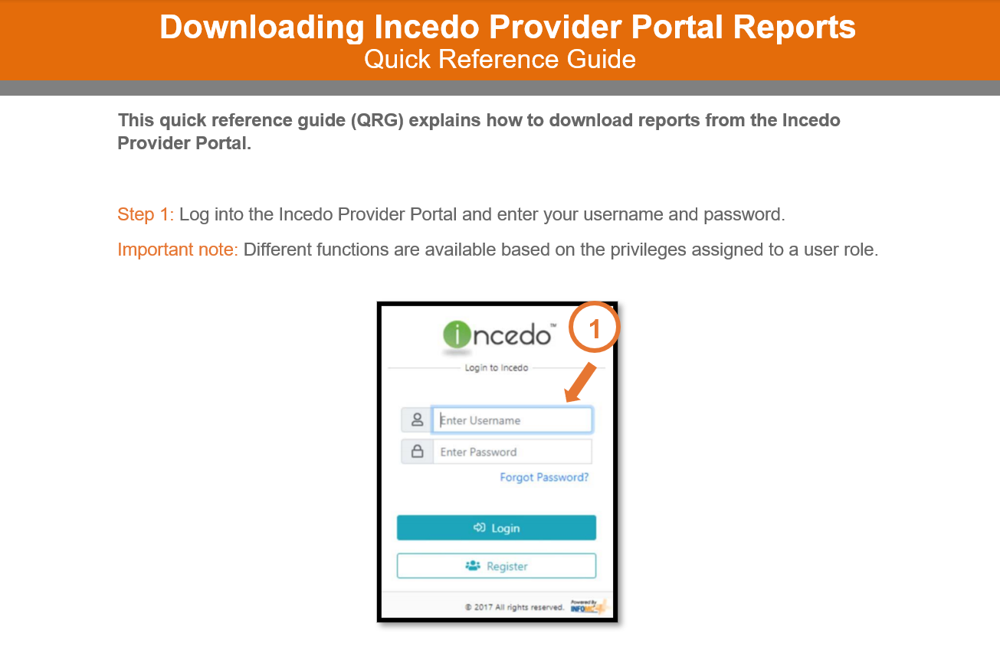 Downloading Incedo Provider Portal Reports
Quick Reference Guide
This quick reference guide (QRG) explains how to download reports from the Incedo
Provider Portal.
Step 1: Log into the Incedo Provider Portal and enter your username and password.
Important note: Different functions are available based on the privileges assigned to a user role.
incedo™
1
Login to Incedo
Enter Username
Enter Password
Forgot Password?
Login
Register
© 2017 All rights reserved.
Powered By